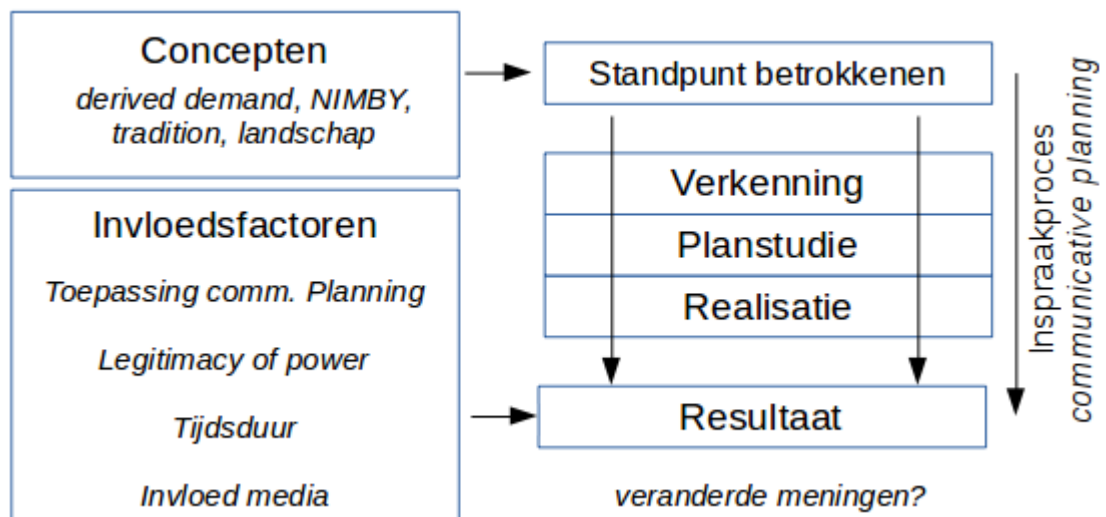 Concepten
derived demand, NIMBY,
tradition, landschap
Standpunt betrokkenen
Invloedsfactoren
Toepassing comm. Planning
Legitimacy of power
Tijdsduur
Invloed media
Verkenning
Planstudie
Realisatie
Resultaat
veranderde meningen?
Inspraakproces
communicative planning